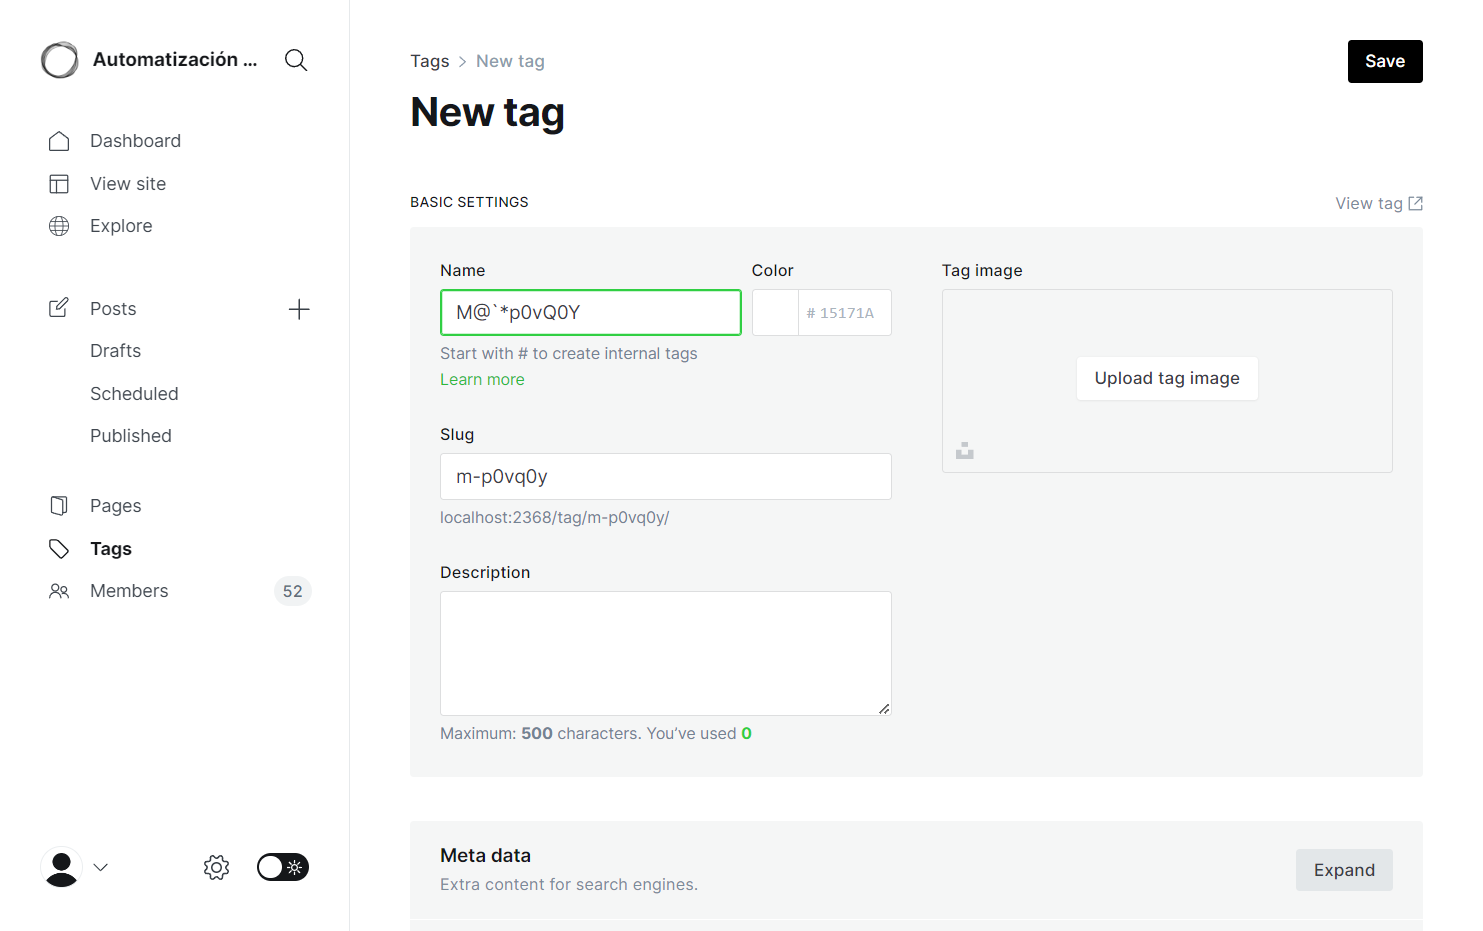 Automatización ...
Dashboard
View site
Explore
Posts
Drafts
Scheduled
Published
Pages
Tags
Members
52
Tags > New tag
Save
New tag
BASIC SETTINGS
View tag
Name
M@`*p0vQ0Y
Start with # to create internal tags
Learn more
Color
# 15171A
Slug
m-p0vq0y
localhost:2368/tag/m-p0vq0y/
Description
Maximum: 500 characters. You’ve used 0
Tag image
Upload tag image
Meta data
Extra content for search engines.
Expand